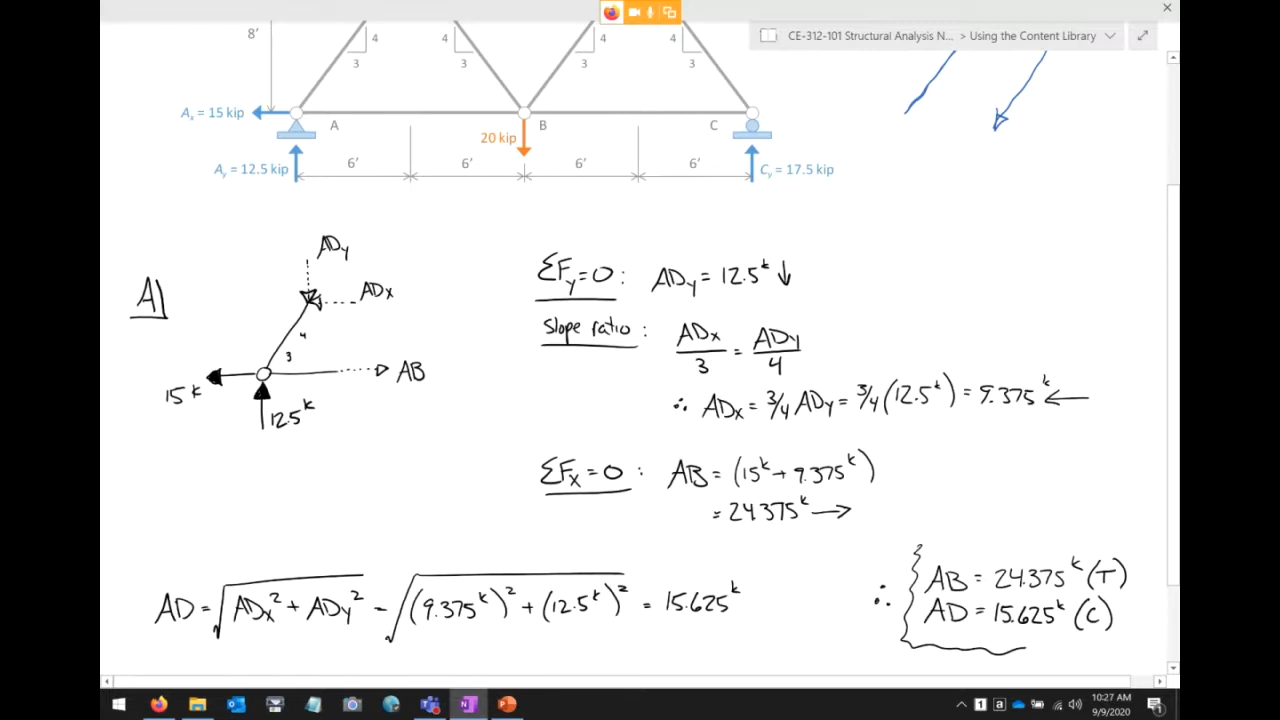 CE-312-101 Structural Analysis N... > Using the Content Library
8'
4
3
4
3
4
3
4
3
Ax = 15 kip
A
B
C
20 kip
Ay = 12.5 kip
6'
6'
6'
6'
Cy = 17.5 kip
A)
ADy
ADx
4
3
AB
15k
12.5k
ΣFy=0 : ADy = 12.5k ↓
Slope ratio : ADx/3 = ADy/4
∴ ADx = 3/4 ADy = 3/4 (12.5k) = 9.375k ←
ΣFx=0 : AB = (15k + 9.375k)
= 24.375k →
AD = √ADx² + ADy² = √(9.375k)² + (12.5k)² = 15.625k
∴ { AB = 24.375k (T)
AD = 15.625k (C)
10:27 AM
9/9/2020